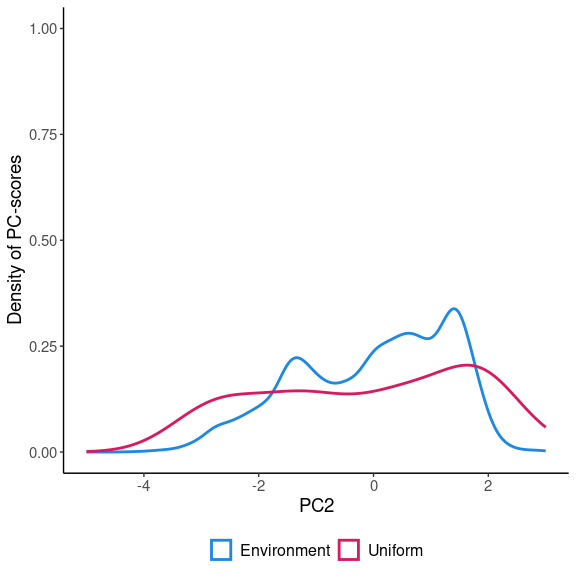 Density of PC-scores
1.00
0.75
0.50
0.25
0.00
-4 -2 0 2
PC2
Environment Uniform